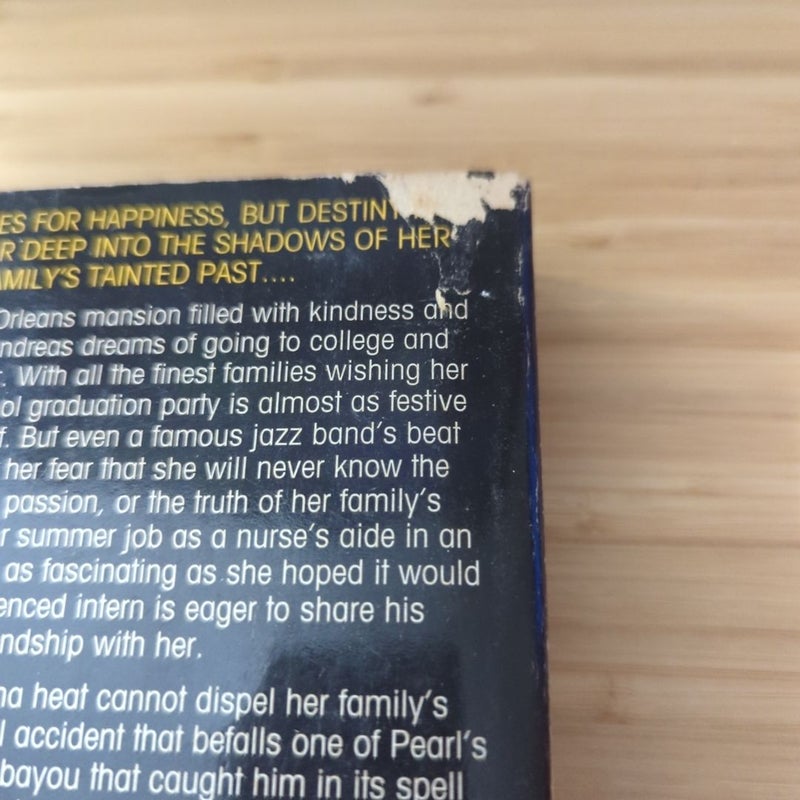 ES FOR HAPPINESS, BUT DESTIN
R DEEP INTO THE SHADOWS OF HER
AMILY'S TAINTED PAST....
Orleans mansion filled with kindness and
ndreas dreams of going to college and
. With all the finest families wishing her
ol graduation party is almost as festive
f. But even a famous jazz band's beat
her fear that she will never know the
passion, or the truth of her family's
r summer job as a nurse's aide in an
as fascinating as she hoped it would
enced intern is eager to share his
ndship with her.
na heat cannot dispel her family's
l accident that befalls one of Pearl's
bayou that caught him in its spell